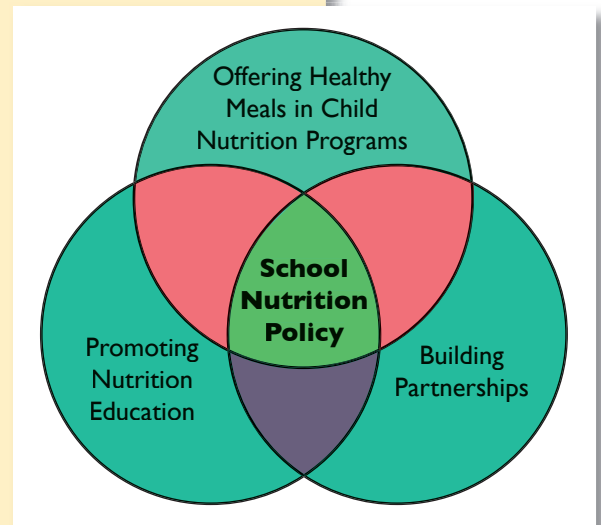 Offering Healthy
Meals in Child
Nutrition Programs
School
Nutrition
Policy
Promoting
Nutrition
Education
Building
Partnerships